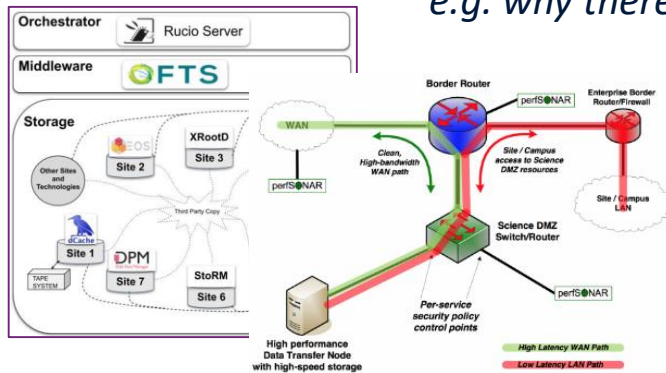 e.g. why there
Orchestrator
Rucio Server
Middleware
FTS
Storage
EOS
Site 2
XRootD
Site 3
Other Sites
and
Technologies
Third Party Copy
dCache
Site 1
TAPE
SYSTEM
DPM
Disk Pool Manager
Site 7
StoRM
Site 6
Border Router
perfSONAR
Enterprise Border
Router/Firewall
WAN
perfSONAR
Clean,
High-bandwidth
WAN path
Site / Campus
access to Science
DMZ resources
Site / Campus
LAN
Science DMZ
Switch/Router
perfSONAR
Per-service
security policy
control points
High performance
Data Transfer Node
with high-speed storage
High Latency WAN Path
Low Latency LAN Path